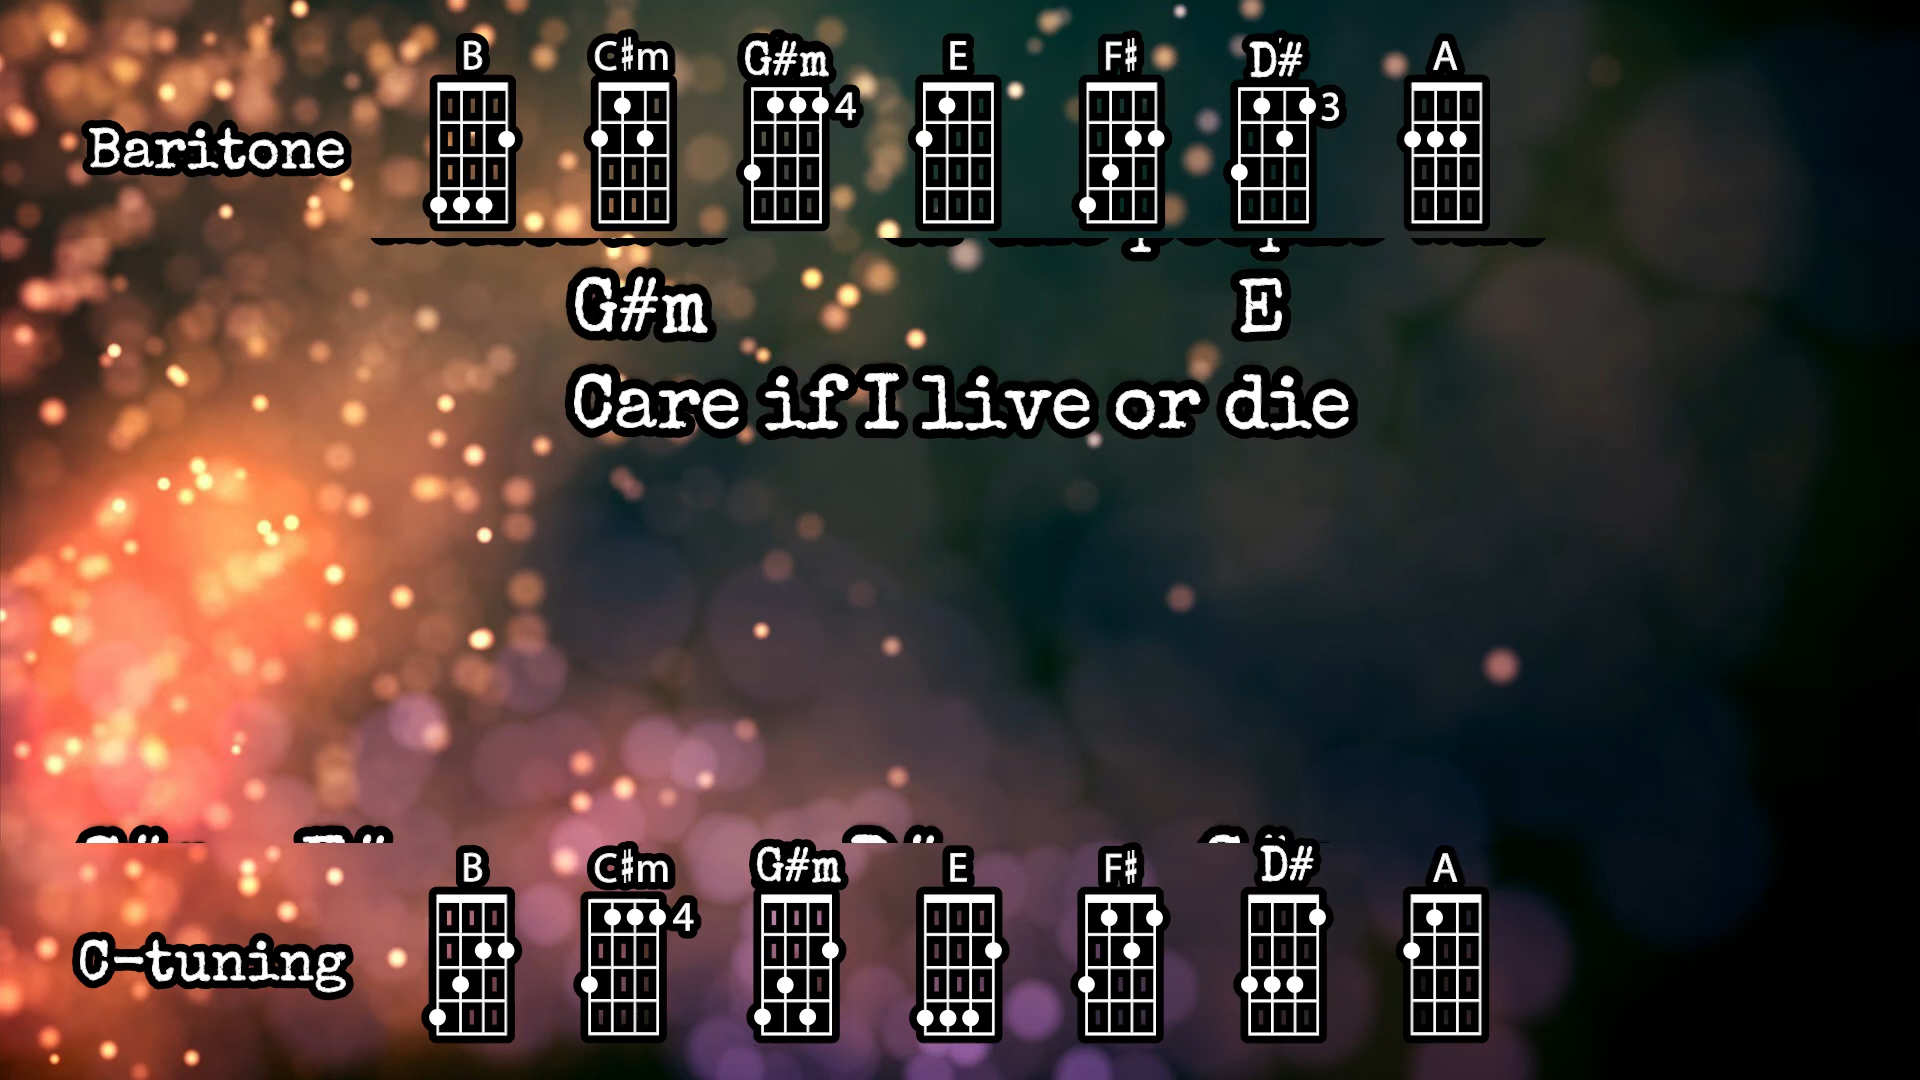 B C♯m G#m E F♯ D# A
4 3
Baritone
G#m E
Care if I live or die
B C♯m G#m E F♯ D# A
4
C-tuning